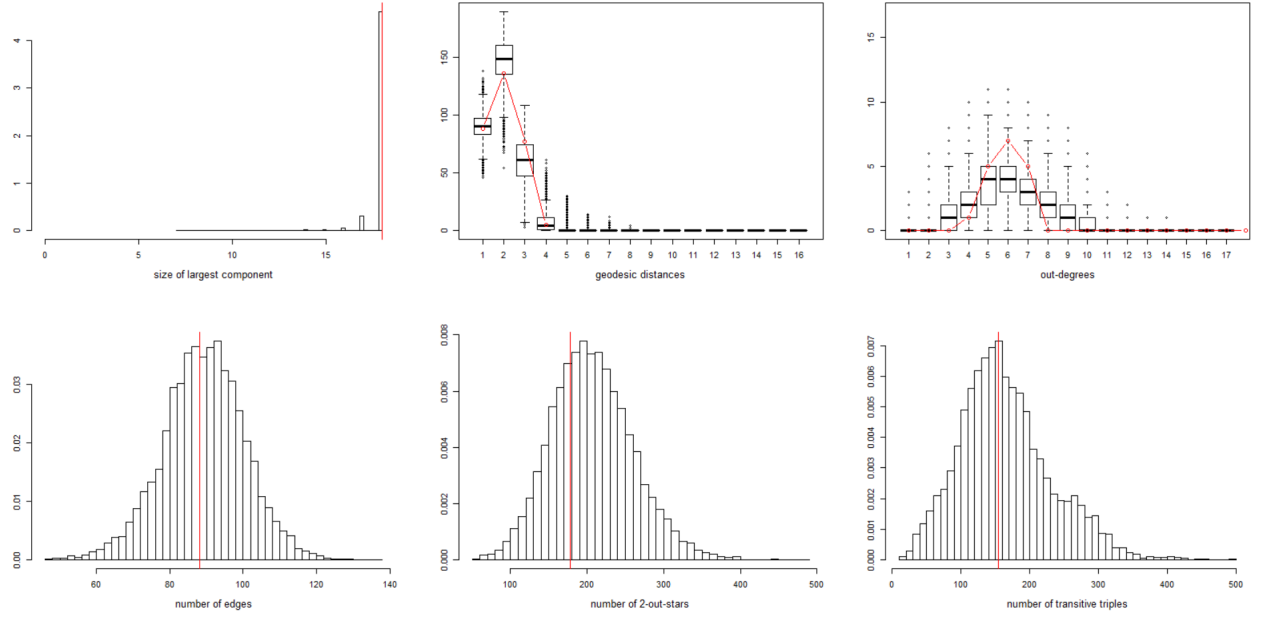 4
3
2
1
0
0 5 10 15
size of largest component
150
100
50
0
1 2 3 4 5 6 7 8 9 10 11 12 13 14 15 16
geodesic distances
15
10
5
0
1 2 3 4 5 6 7 8 9 10 11 12 13 14 15 16 17
out-degrees
0.03
0.02
0.01
0.00
60 80 100 120 140
number of edges
0.008
0.006
0.004
0.002
0.000
100 200 300 400 500
number of 2-out-stars
0.007
0.006
0.005
0.004
0.003
0.002
0.001
0.000
0 100 200 300 400 500
number of transitive triples